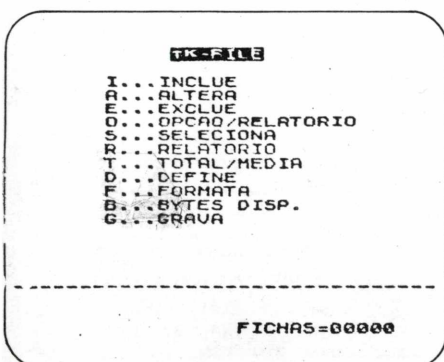 TK-FILE
I...INCLUE
A...ALTERA
E...EXCLUE
O...OPCAO/RELATORIO
S...SELECIONA
R...RELATORIO
T...TOTAL/MEDIA
D...DEFINE
F...FORMATA
B...BYTES DISP.
G...GRAVA
FICHAS=00000